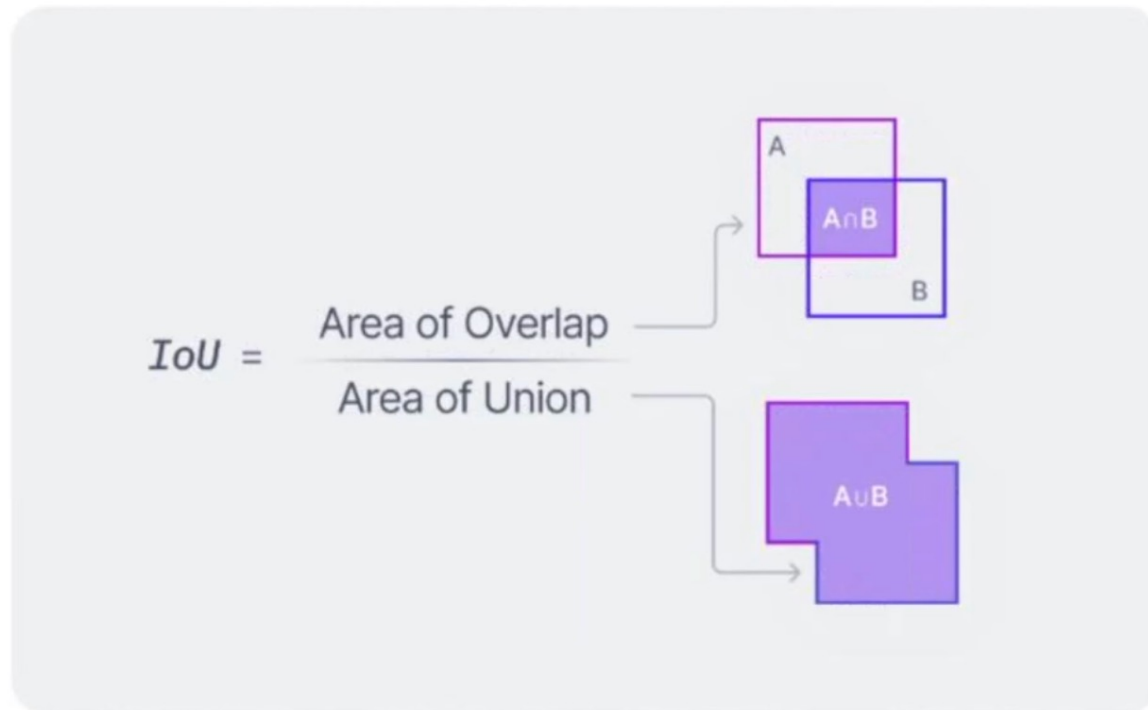 IoU =
Area of Overlap
Area of Union
A
A∩B
B
A∪B